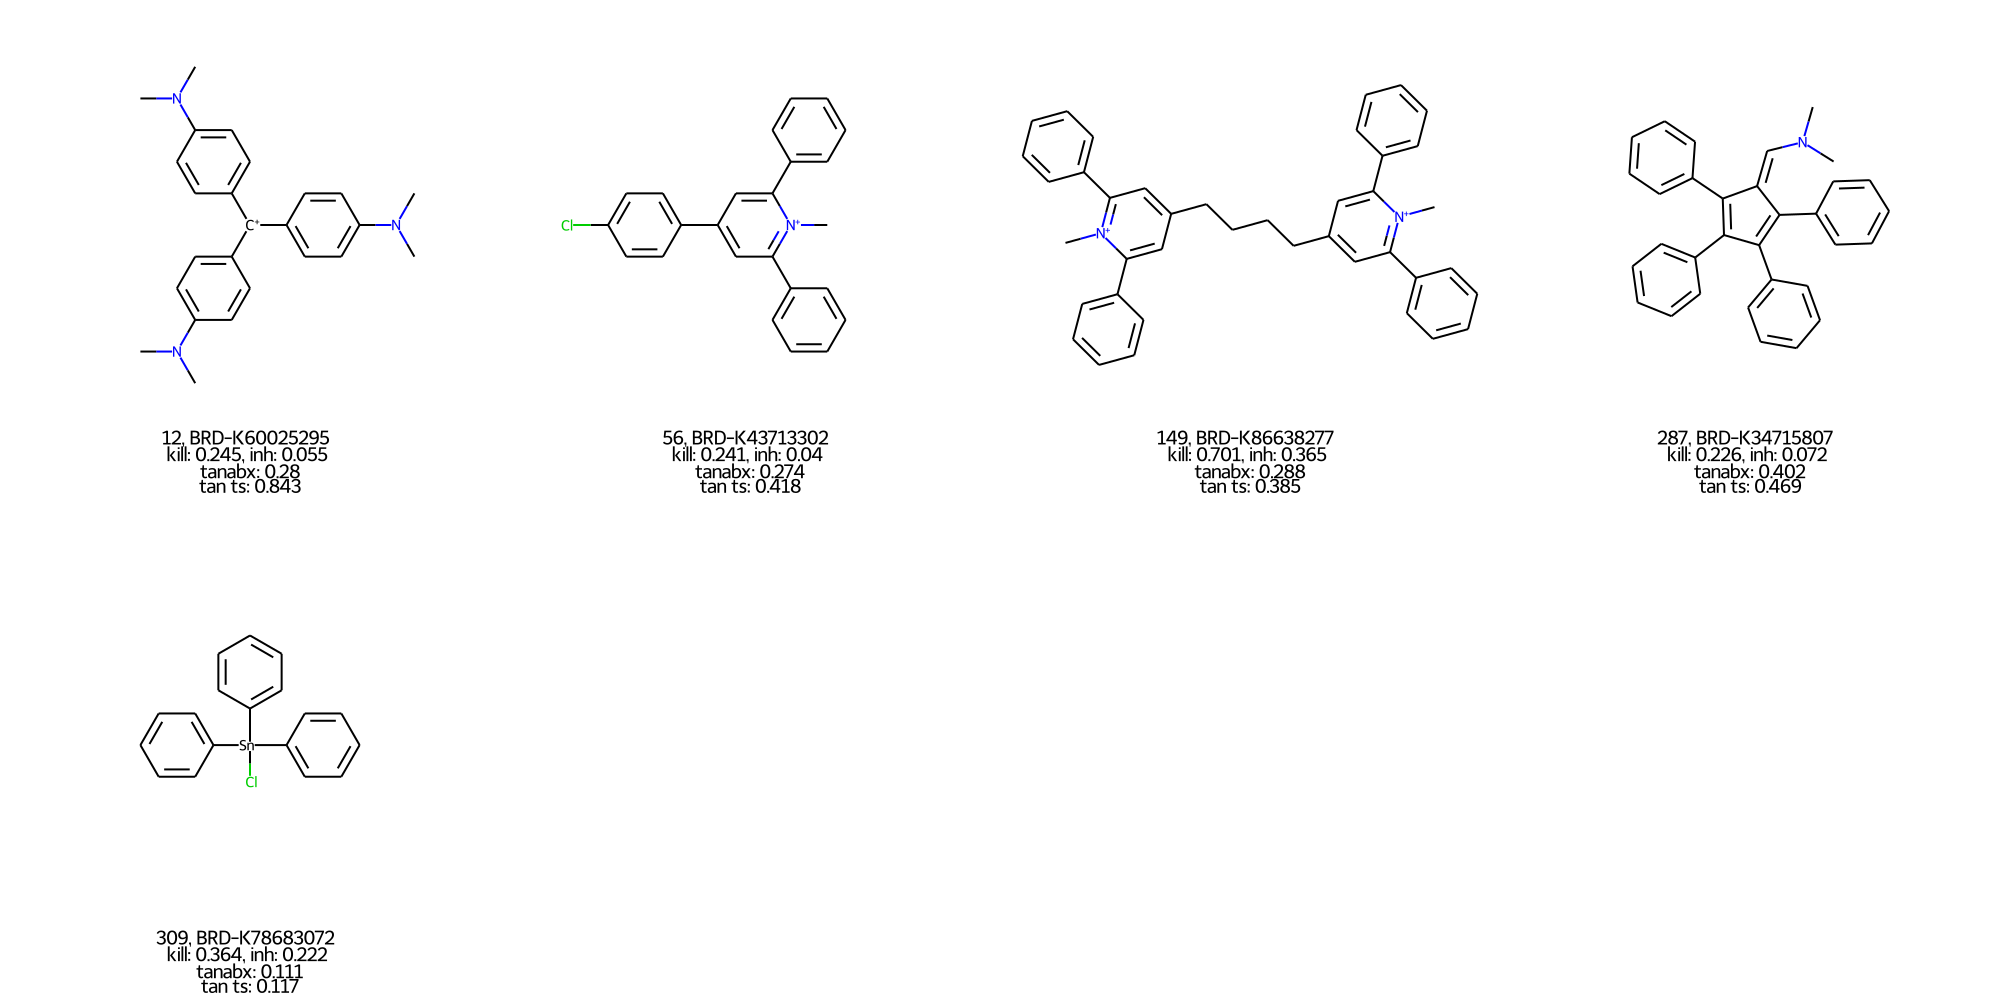 N
N
C+
N
Cl
N+
N+
N+
N
12, BRD-K60025295
kill: 0.245, inh: 0.055
tanabx: 0.28
tan ts: 0.843
56, BRD-K43713302
kill: 0.241, inh: 0.04
tanabx: 0.274
tan ts: 0.418
149, BRD-K86638277
kill: 0.701, inh: 0.365
tanabx: 0.288
tan ts: 0.385
287, BRD-K34715807
kill: 0.226, inh: 0.072
tanabx: 0.402
tan ts: 0.469
Sn
Cl
309, BRD-K78683072
kill: 0.364, inh: 0.222
tanabx: 0.111
tan ts: 0.117